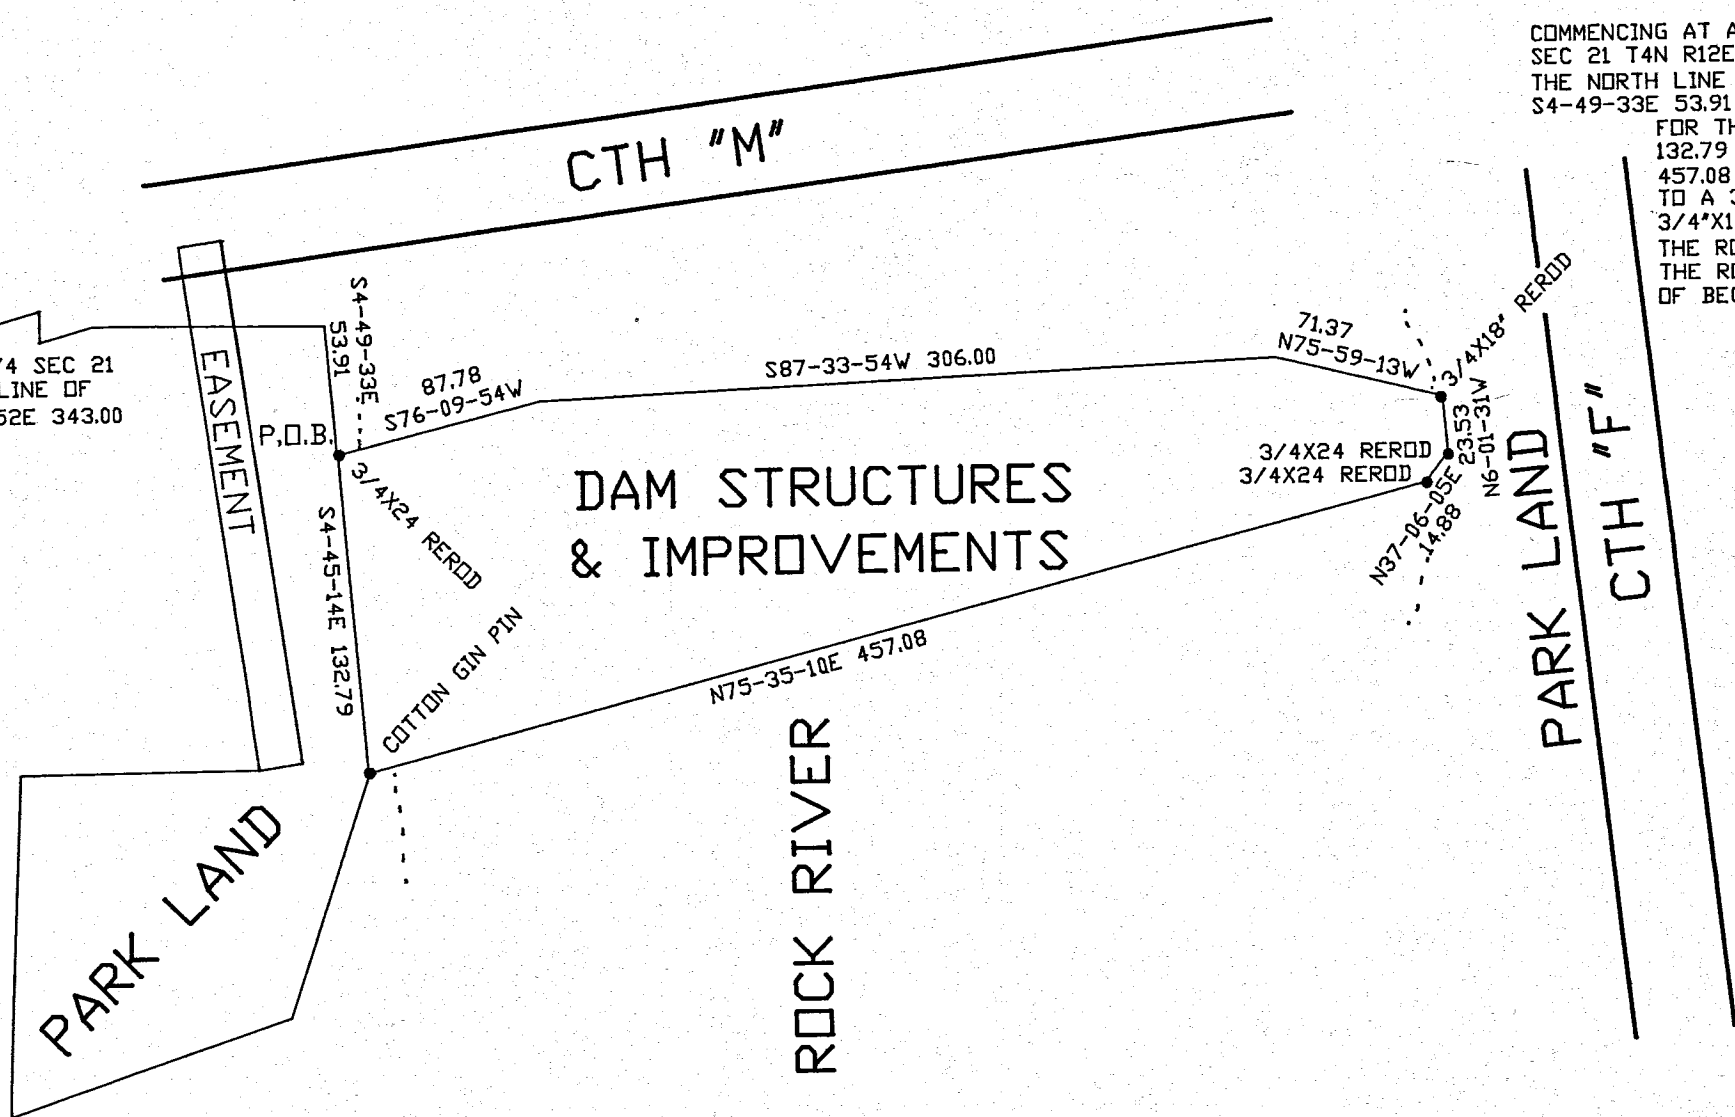 COMMENCING AT A
SEC 21 T4N R12E
THE NORTH LINE
S4-49-33E 53.91
FOR TH
132.79
457.08
TO A 3
3/4"X1
THE RO
THE RO
OF BEG
CTH "M"
/4 SEC 21
LINE OF
52E 343.00
EASEMENT
S4-49-33E
53.91
P.O.B.
87.78
S76-09-54W
S87-33-54W 306.00
71.37
N75-59-13W
3/4X18" REROD
23.53
N6-01-31W
3/4X24 REROD
3/4X24 REROD
N37-06-05E
14.88
3/4X24 REROD
S4-45-14E 132.79
COTTON GIN PIN
DAM STRUCTURES
& IMPROVEMENTS
N75-35-10E 457.08
ROCK RIVER
PARK LAND
PARK LAND
CTH "F"